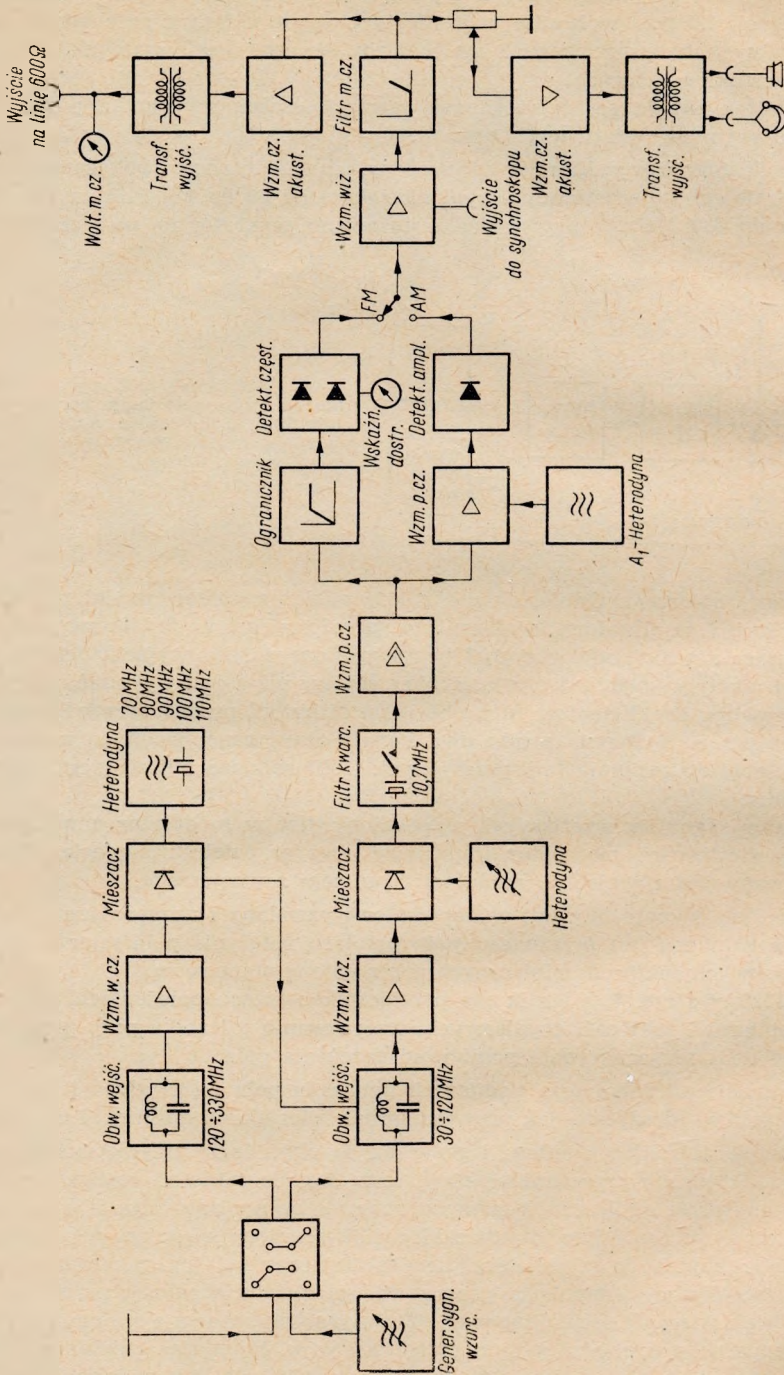 Gener. sygn.
wzorc.
Obw. wejść.
120÷330MHz
Wzm. w. cz.
Mieszacz
Heterodyna
70MHz
80MHz
90MHz
100MHz
110MHz
Obw. wejść.
30÷120MHz
Wzm. w. cz.
Mieszacz
Heterodyna
Filtr kwarc.
10,7MHz
Wzm. p.cz.
Ogranicznik
Detekt. częst.
Wskaźń.
dostr.
FM
Wzm. p.cz.
A₁-Heterodyna
Detekt. ampl.
AM
Wzm. wiz.
Wyjście
do synchroskopu
Filtr m.cz.
Wzm. cz.
akust.
Transf.
wyjść.
Wolt. m.cz.
Wyjście
na linię 600Ω
Wzm. cz.
akust.
Transf.
wyjść.